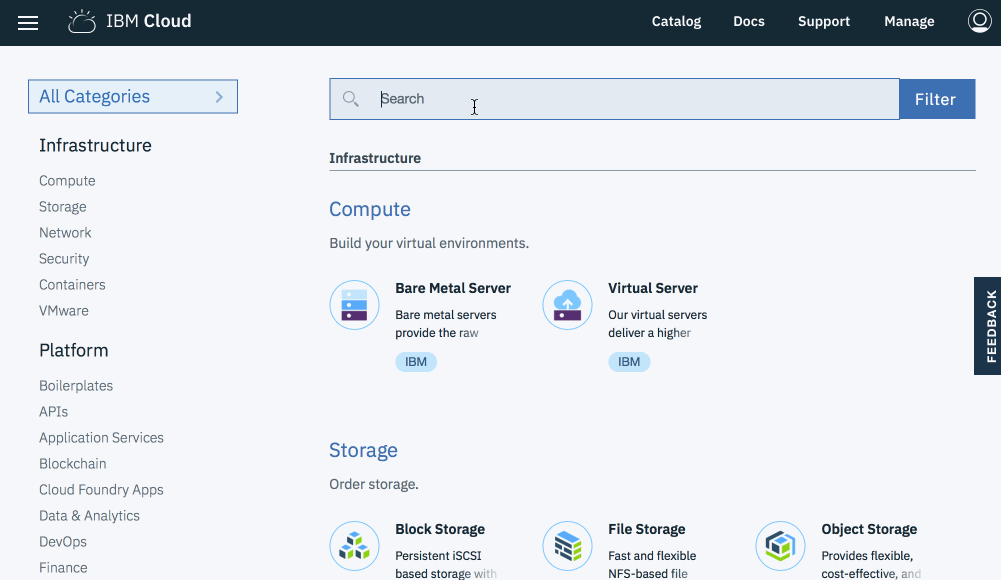 IBM Cloud
Catalog Docs Support Manage
All Categories
Infrastructure
Compute
Storage
Network
Security
Containers
VMware
Platform
Boilerplates
APIs
Application Services
Blockchain
Cloud Foundry Apps
Data & Analytics
DevOps
Finance
Search
Filter
Infrastructure
Compute
Build your virtual environments.
Bare Metal Server
Bare metal servers
provide the raw
IBM
Virtual Server
Our virtual servers
deliver a higher
IBM
Storage
Order storage.
Block Storage
Persistent iSCSI
based storage with
File Storage
Fast and flexible
NFS-based file
Object Storage
Provides flexible,
cost-effective, and
FEEDBACK